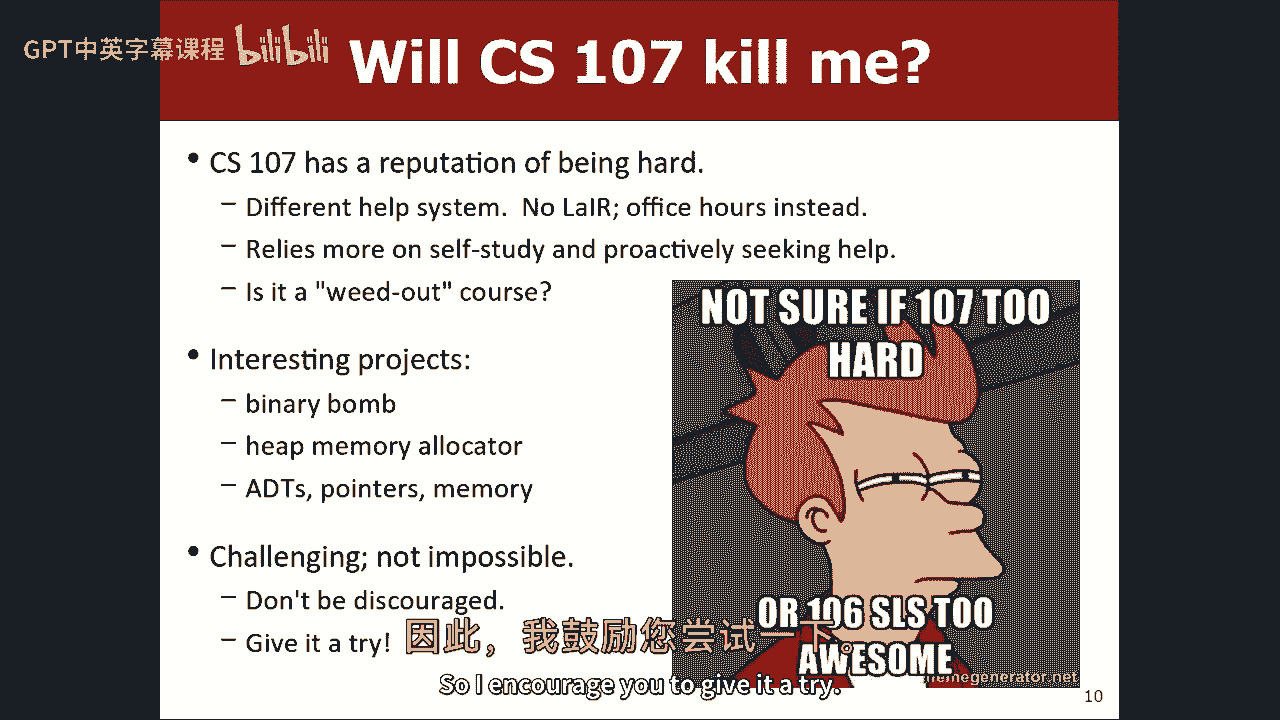 GPT中英字幕课程 bilibili
Will CS 107 kill me?
• CS 107 has a reputation of being hard.
– Different help system. No LaIR; office hours instead.
– Relies more on self-study and proactively seeking help.
– Is it a "weed-out" course?
• Interesting projects:
– binary bomb
– heap memory allocator
– ADTs, pointers, memory
• Challenging; not impossible.
– Don't be discouraged.
– Give it a try!
NOT SURE IF 107 TOO
HARD
OR 106 SLS TOO
AWESOME
memegenerator.net
因此，我鼓励您尝试一下。
So I encourage you to give it a try.
10